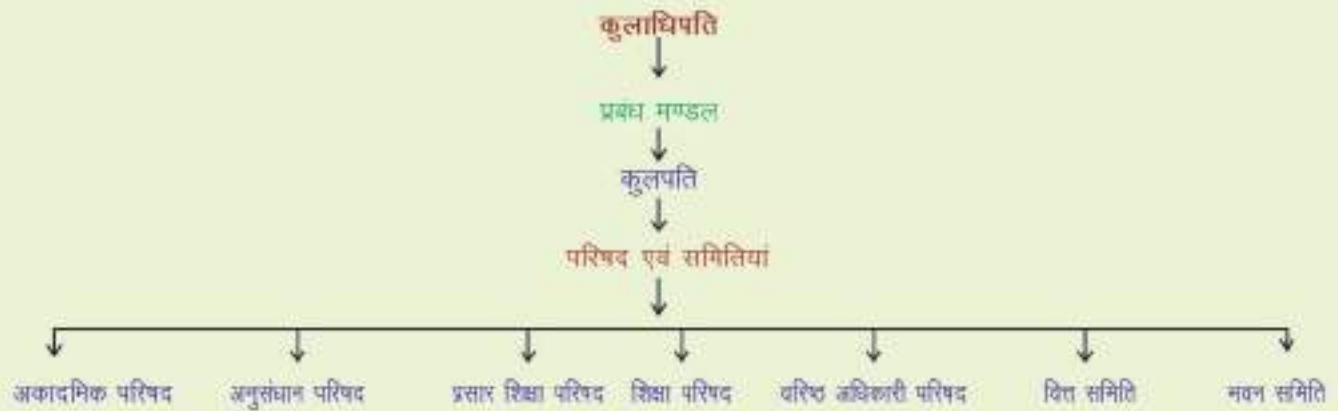 कुलाधिपति
प्रबंध मण्डल
कुलपति
परिषद एवं समितियां
अकादमिक परिषद अनुसंधान परिषद प्रसार शिक्षा परिषद शिक्षा परिषद वरिष्ठ अधिकारी परिषद वित्त समिति भवन समिति